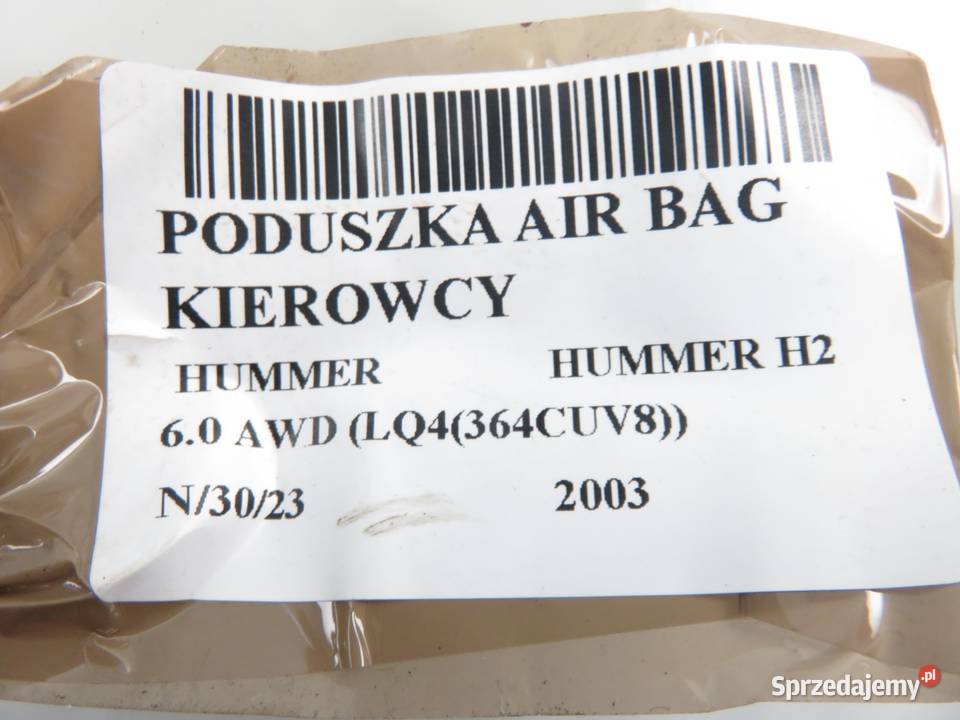 PODUSZKA AIR BAG
KIEROWCY
HUMMER HUMMER H2
6.0 AWD (LQ4(364CUV8))
N/30/23 2003
Sprzedajemy.pl